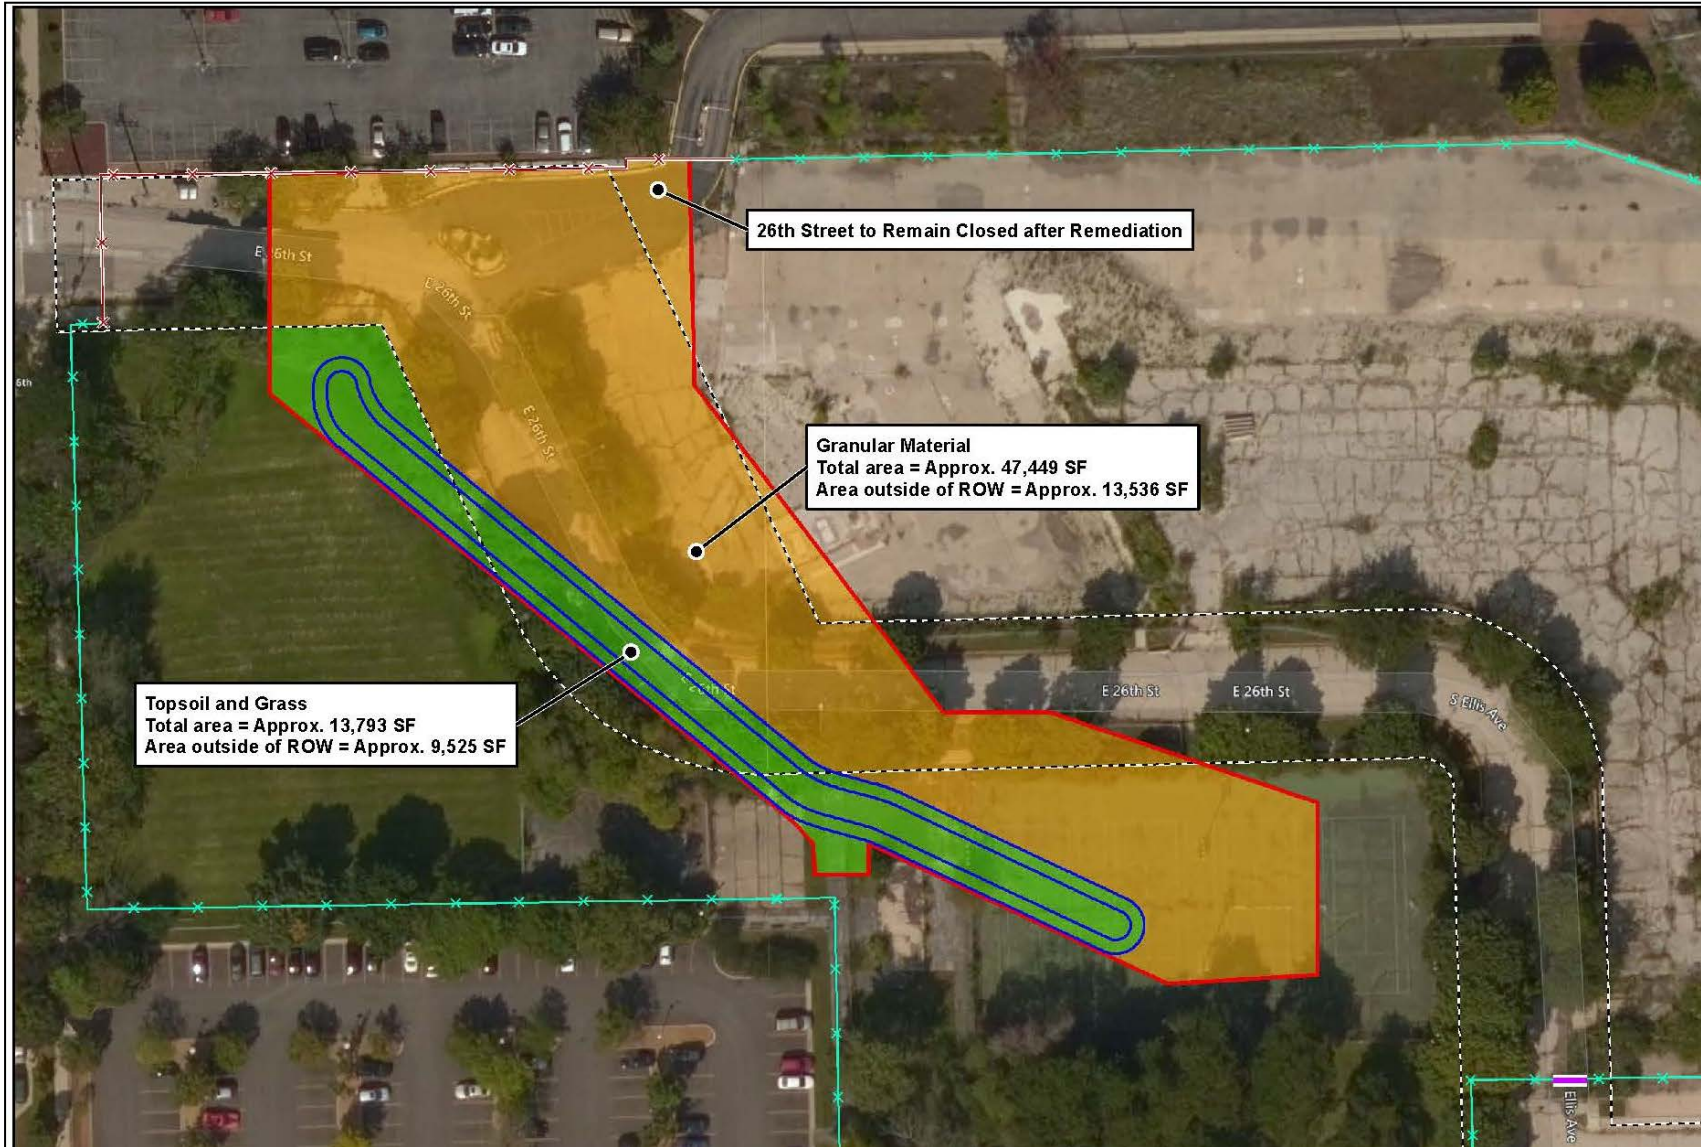 26th Street to Remain Closed after Remediation
E 26th St
E 26th St
6th
E 26th St
Granular Material
Total area = Approx. 47,449 SF
Area outside of ROW = Approx. 13,536 SF
Topsoil and Grass
Total area = Approx. 13,793 SF
Area outside of ROW = Approx. 9,525 SF
26th St
E 26th St
E 26th St
S Ellis Ave
Ellis Ave